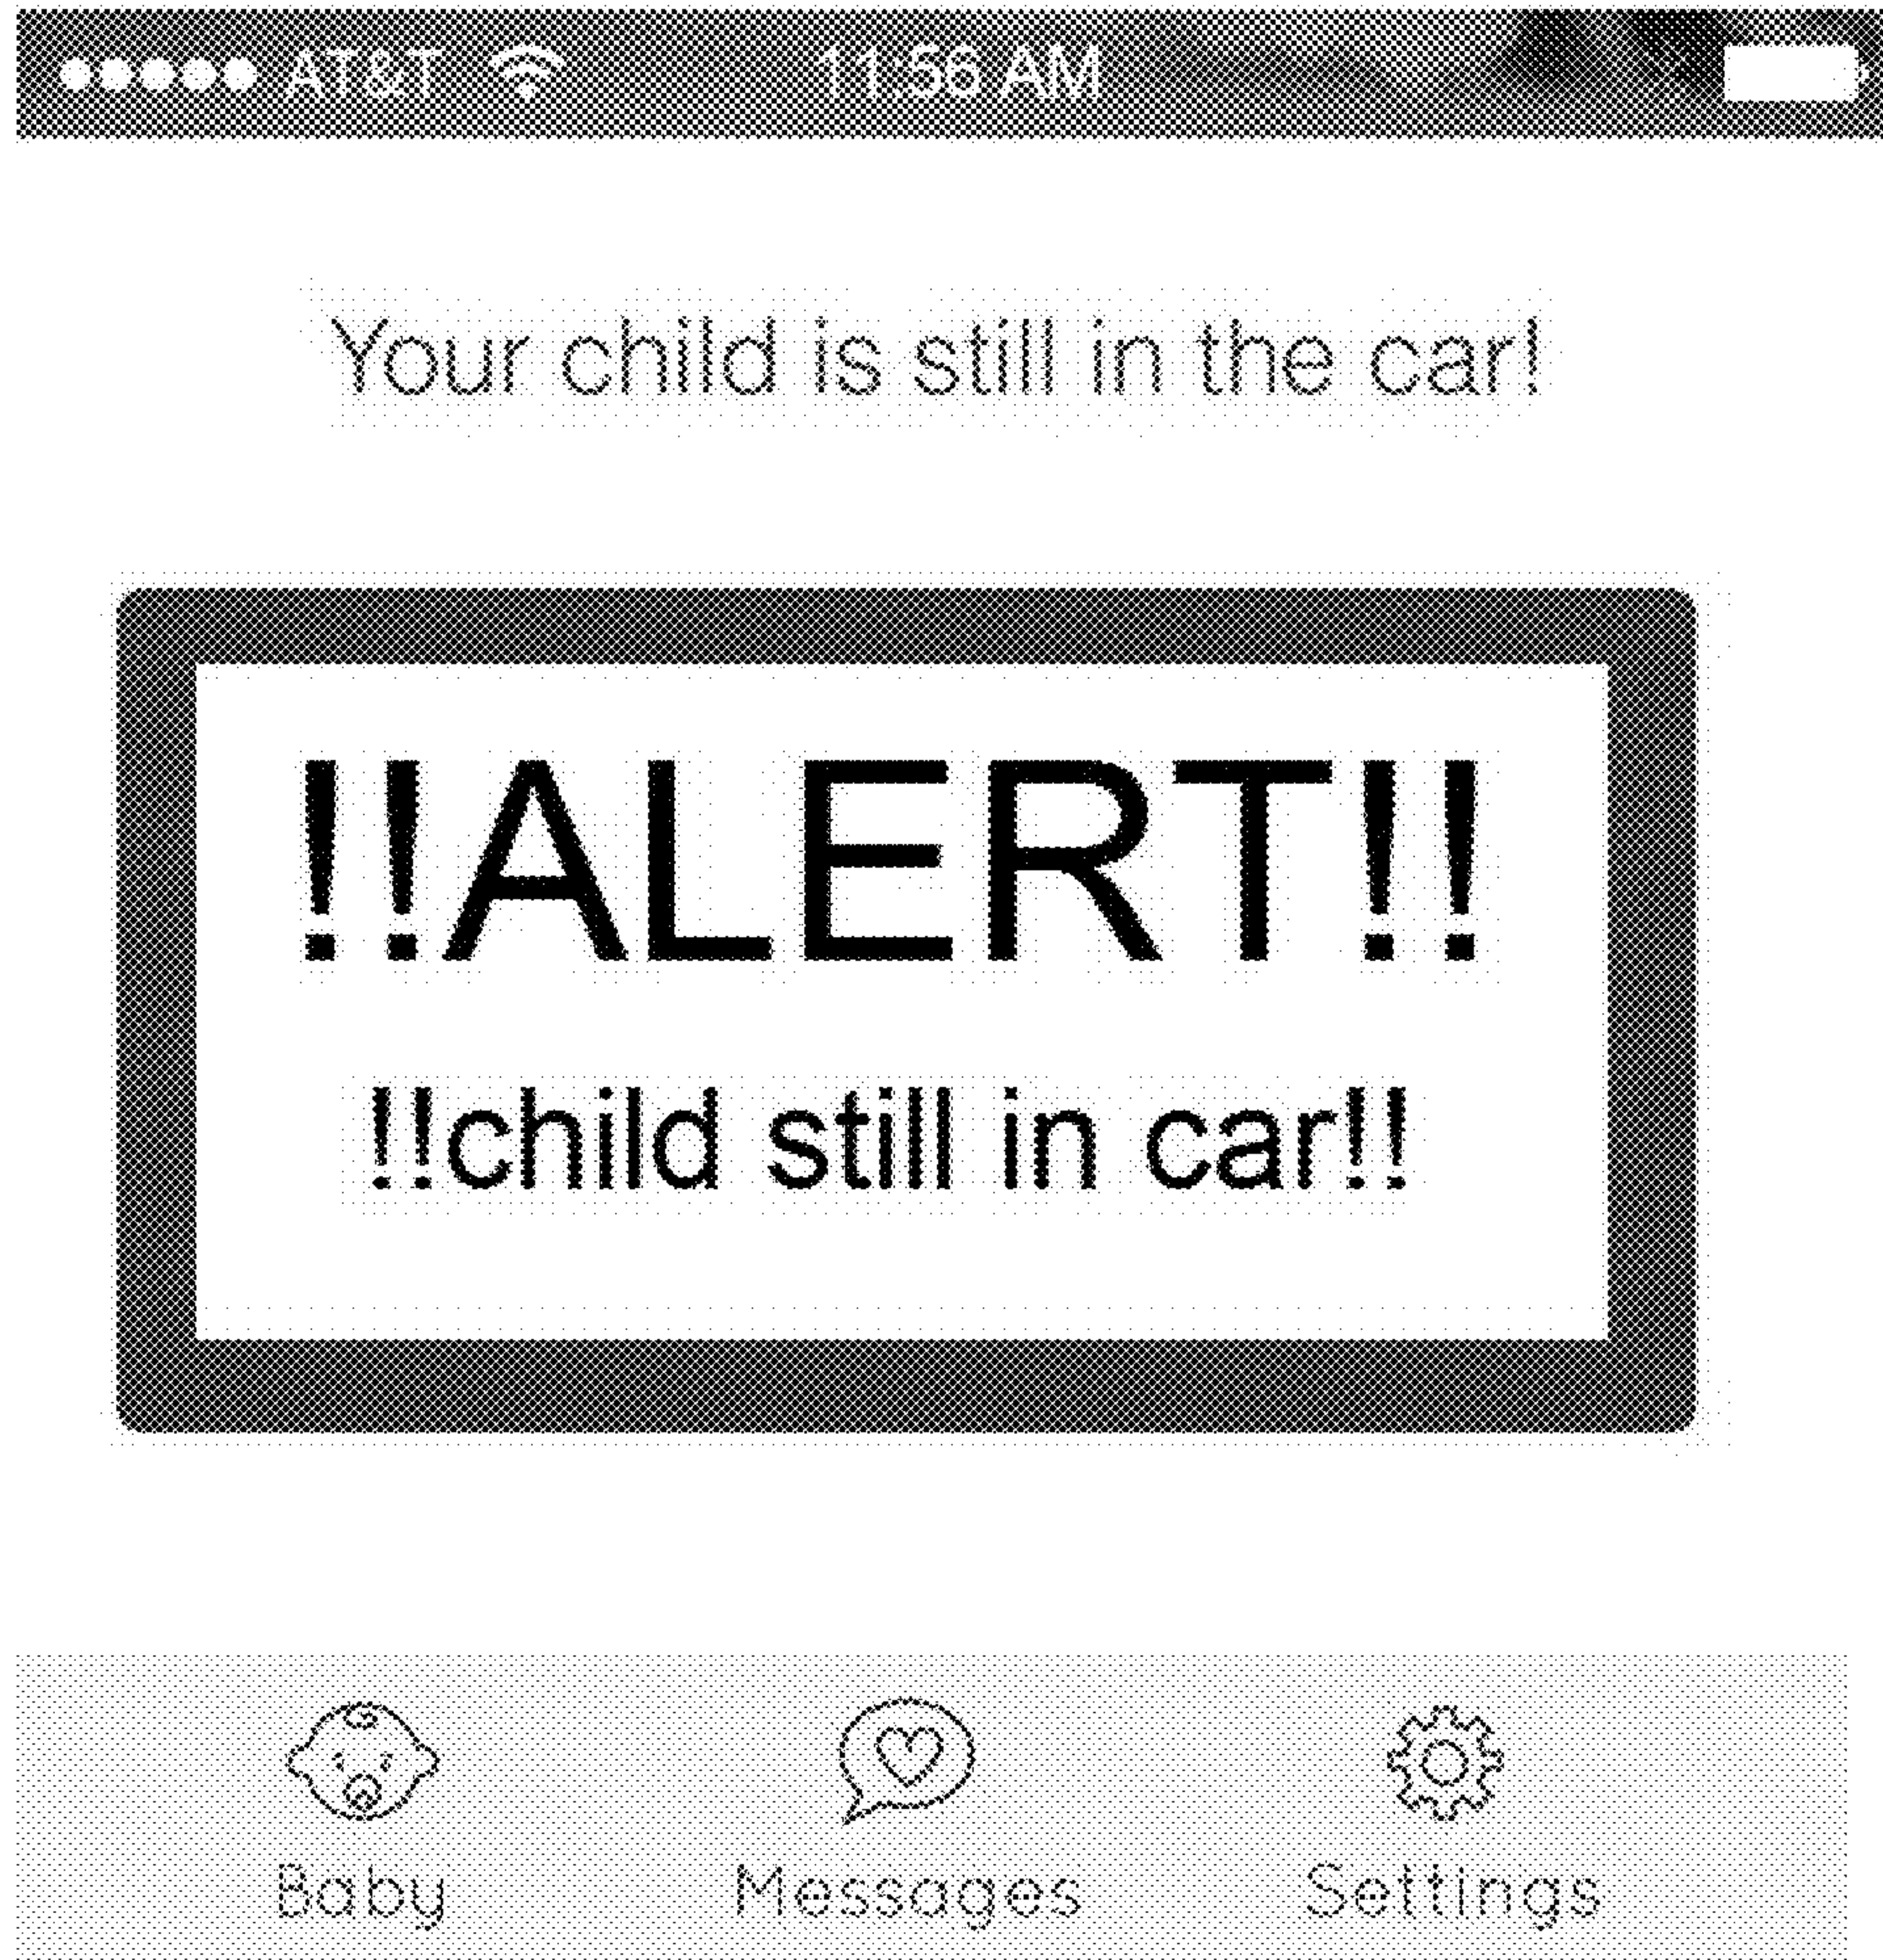 AT&T 11:56 AM
Your child is still in the car!
!!ALERT!!
!!child still in car!!
Baby Messages Settings